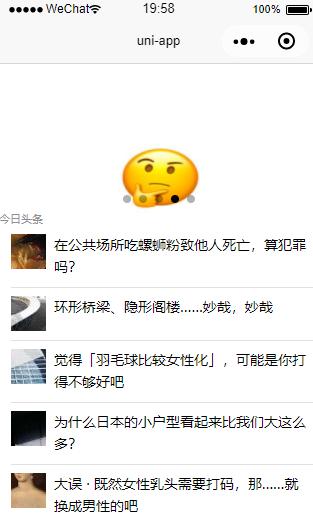 WeChat 19:58 100%
uni-app
今日头条
在公共场所吃螺蛳粉致他人死亡，算犯罪
吗？
环形桥梁、隐形阁楼……妙哉，妙哉
觉得「羽毛球比较女性化」，可能是你打
得不够好吧
为什么日本的小户型看起来比我们大这么
多？
大误 · 既然女性乳头需要打码，那……就
换成男性的吧